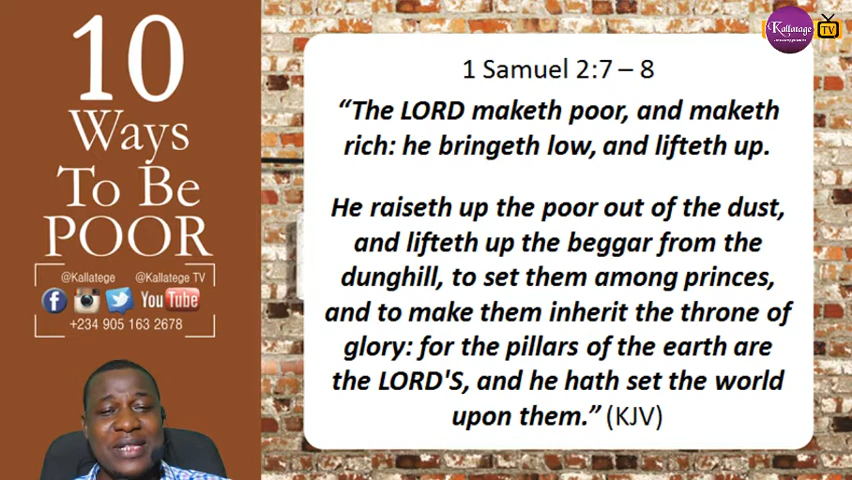 10
Ways
To Be
POOR
@Kallatege @Kallatege TV
You Tube
+234 905 163 2678
Kallatege
TV
1 Samuel 2:7 – 8
“The LORD maketh poor, and maketh
rich: he bringeth low, and lifteth up.
He raiseth up the poor out of the dust,
and lifteth up the beggar from the
dunghill, to set them among princes,
and to make them inherit the throne of
glory: for the pillars of the earth are
the LORD'S, and he hath set the world
upon them.” (KJV)